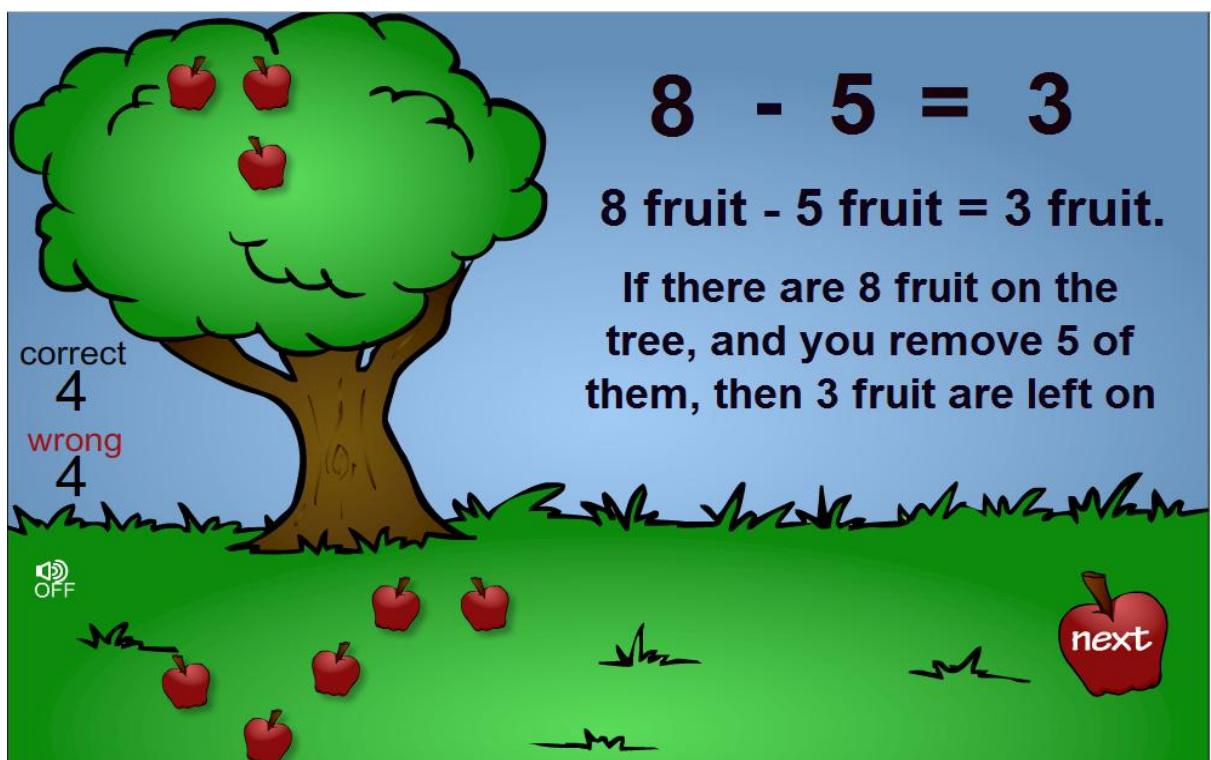 8 - 5 = 3
8 fruit - 5 fruit = 3 fruit.
If there are 8 fruit on the
tree, and you remove 5 of
them, then 3 fruit are left on
correct
4
wrong
4
OFF
next